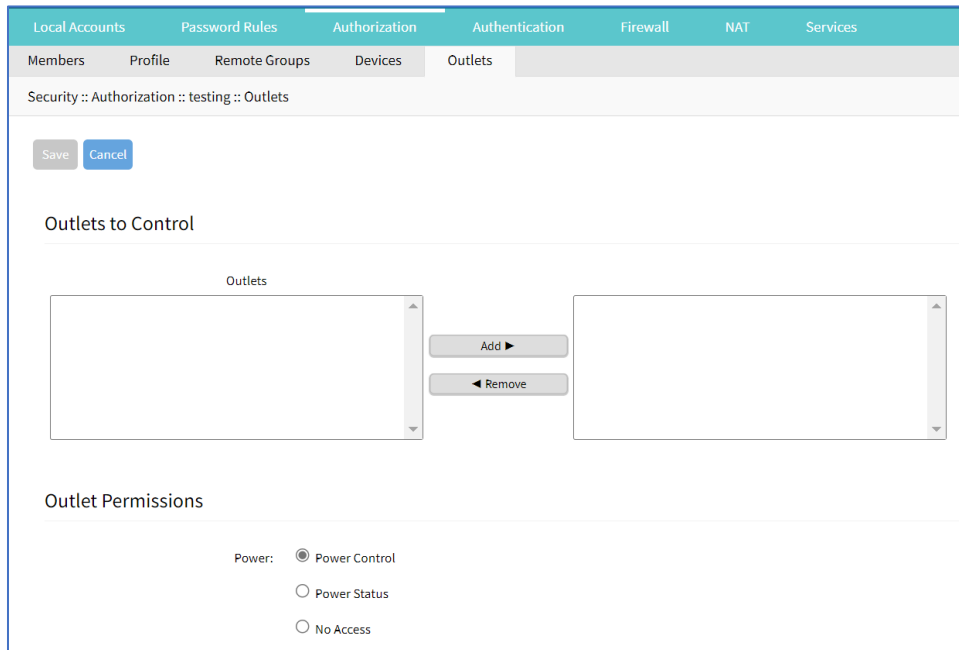 Local Accounts Password Rules Authorization Authentication Firewall NAT Services
Members Profile Remote Groups Devices Outlets
Security :: Authorization :: testing :: Outlets
Save Cancel
Outlets to Control
Outlets
Add ►
◄ Remove
Outlet Permissions
Power: Power Control
Power Status
No Access